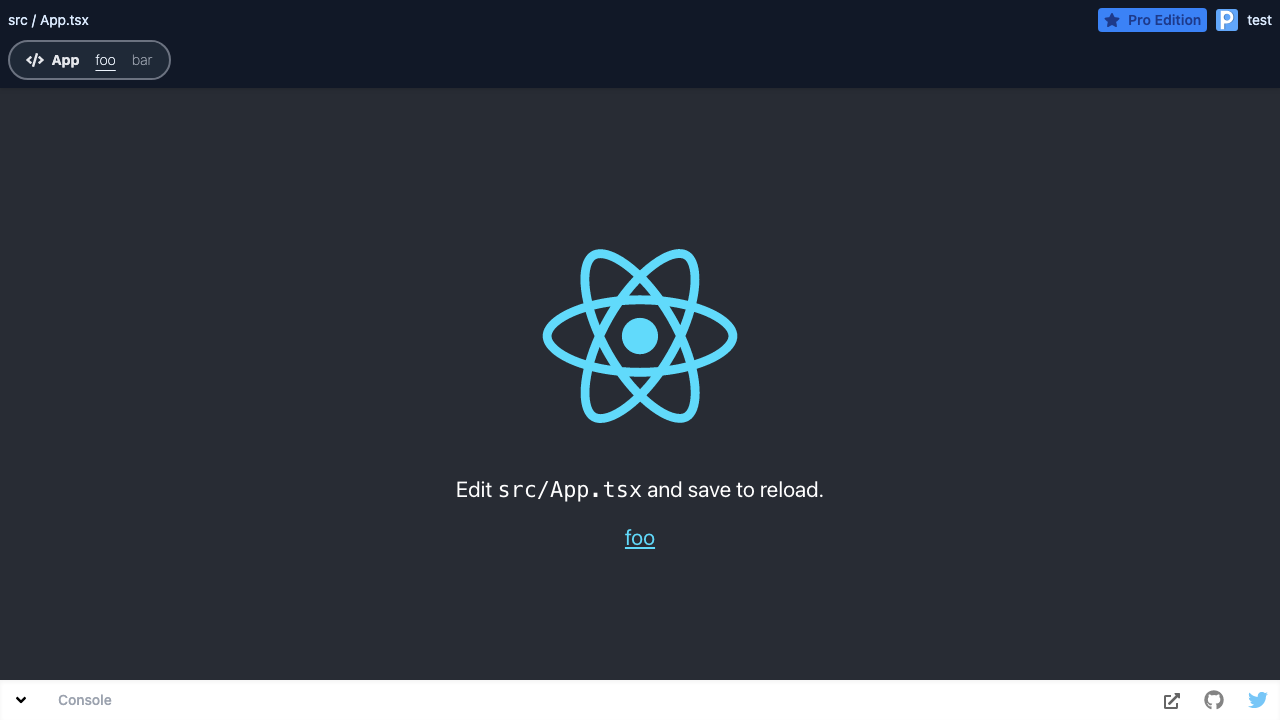 src / App.tsx
Pro Edition
P
test
App
foo
bar
Edit src/App.tsx and save to reload.
foo
Console